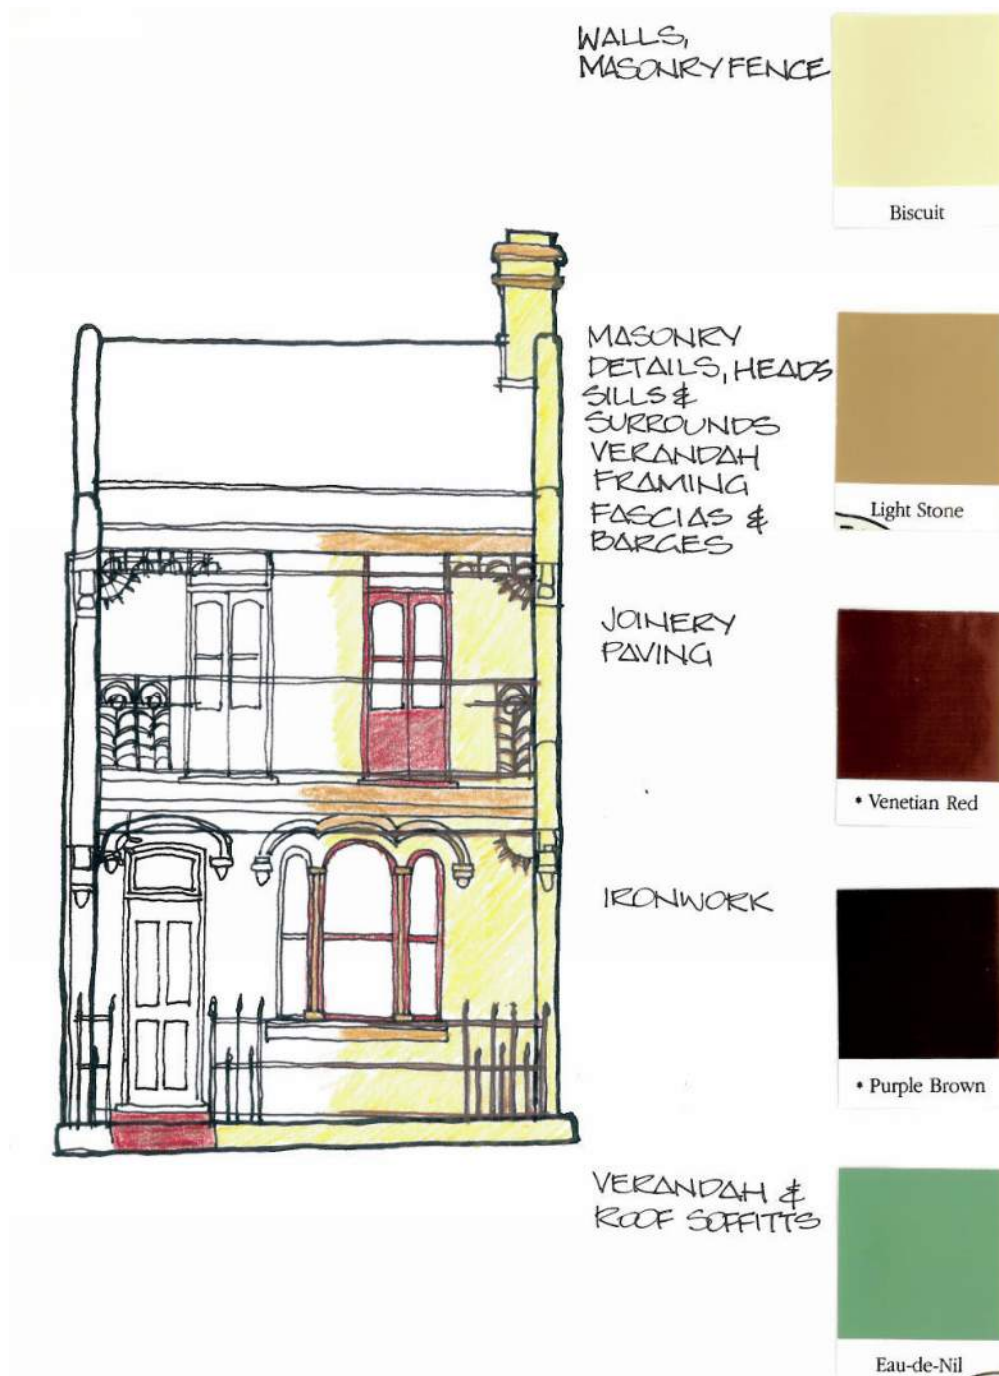 WALLS,
MASONRY FENCE
Biscuit
MASONRY
DETAILS, HEADS
SILLS &
SURROUNDS
VERANDAH
FRAMING
FASCIAS &
BARGES
Light Stone
JOINERY
PAVING
• Venetian Red
IRONWORK
• Purple Brown
VERANDAH &
ROOF SOFFITTS
Eau-de-Nil